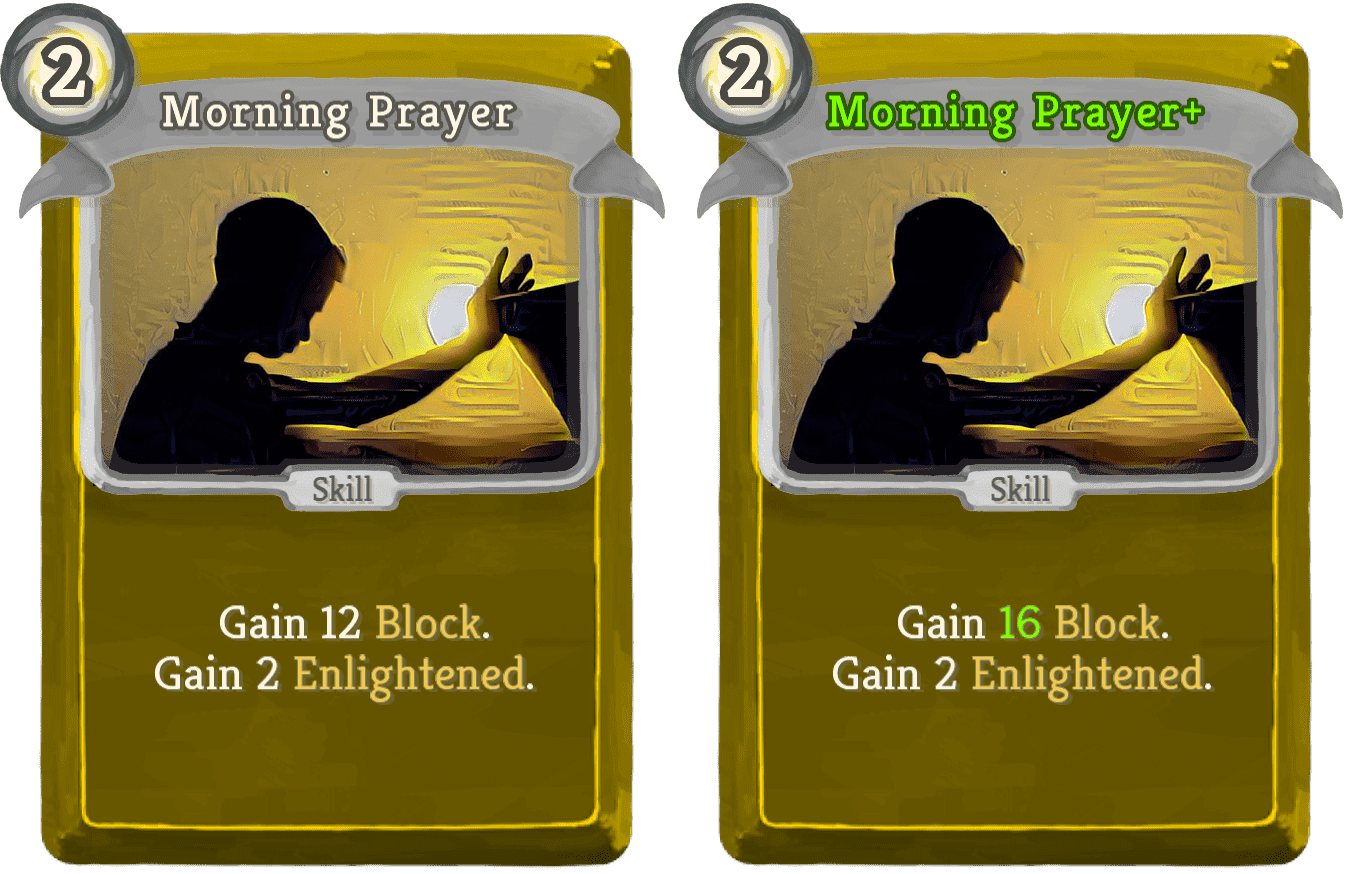 2
Morning Prayer
Skill
Gain 12 Block.
Gain 2 Enlightened.
2
Morning Prayer+
Skill
Gain 16 Block.
Gain 2 Enlightened.